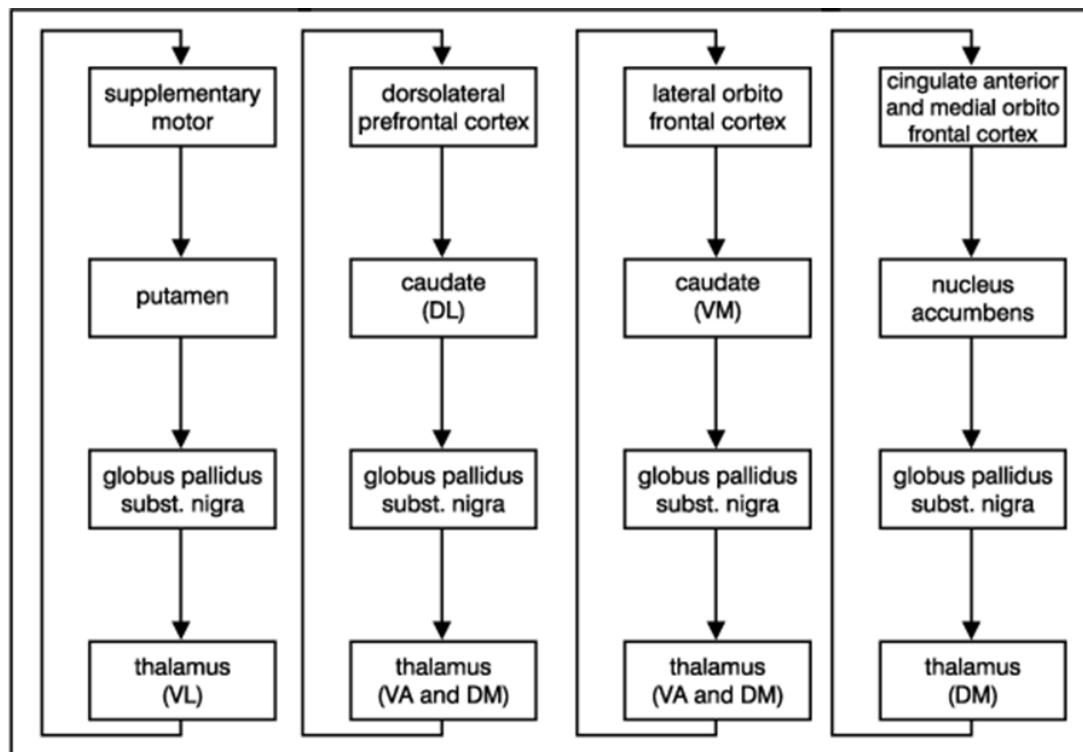 supplementary
motor
dorsolateral
prefrontal cortex
lateral orbito
frontal cortex
cingulate anterior
and medial orbito
frontal cortex
putamen
caudate
(DL)
caudate
(VM)
nucleus
accumbens
globus pallidus
subst. nigra
globus pallidus
subst. nigra
globus pallidus
subst. nigra
globus pallidus
subst. nigra
thalamus
(VL)
thalamus
(VA and DM)
thalamus
(VA and DM)
thalamus
(DM)